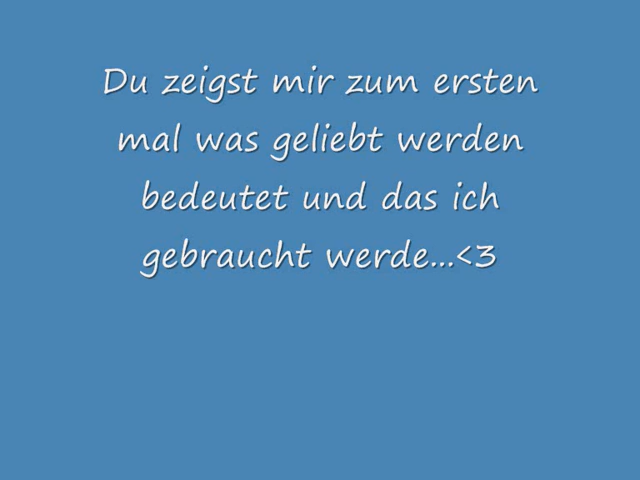 Du zeigst mir zum ersten
mal was geliebt werden
bedeutet und das ich
gebraucht werde...<3